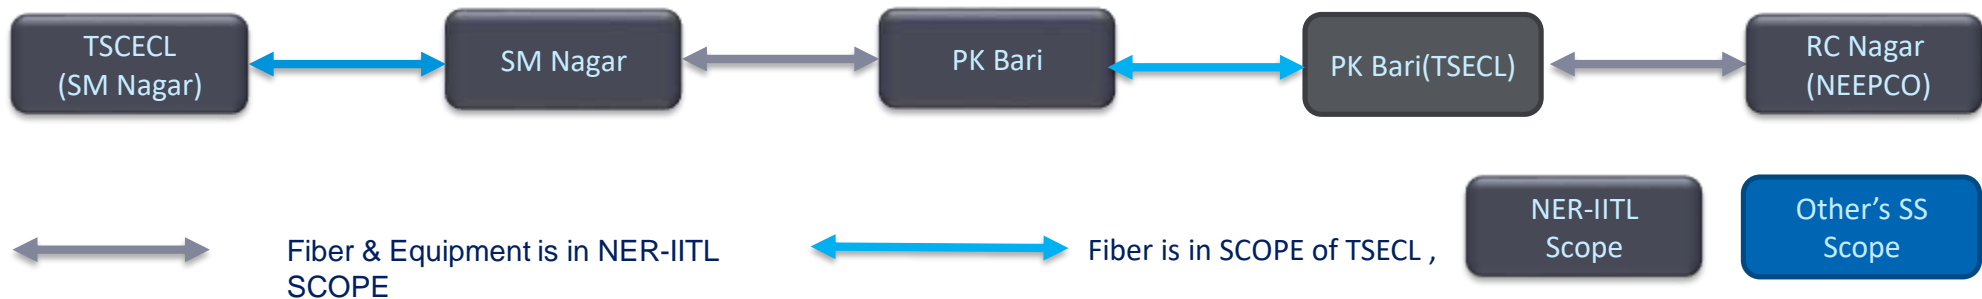 TSCECL
(SM Nagar)
SM Nagar
PK Bari
PK Bari(TSECL)
RC Nagar
(NEEPCO)
Fiber & Equipment is in NER-IITL
SCOPE
Fiber is in SCOPE of TSECL ,
NER-IITL
Scope
Other’s SS
Scope